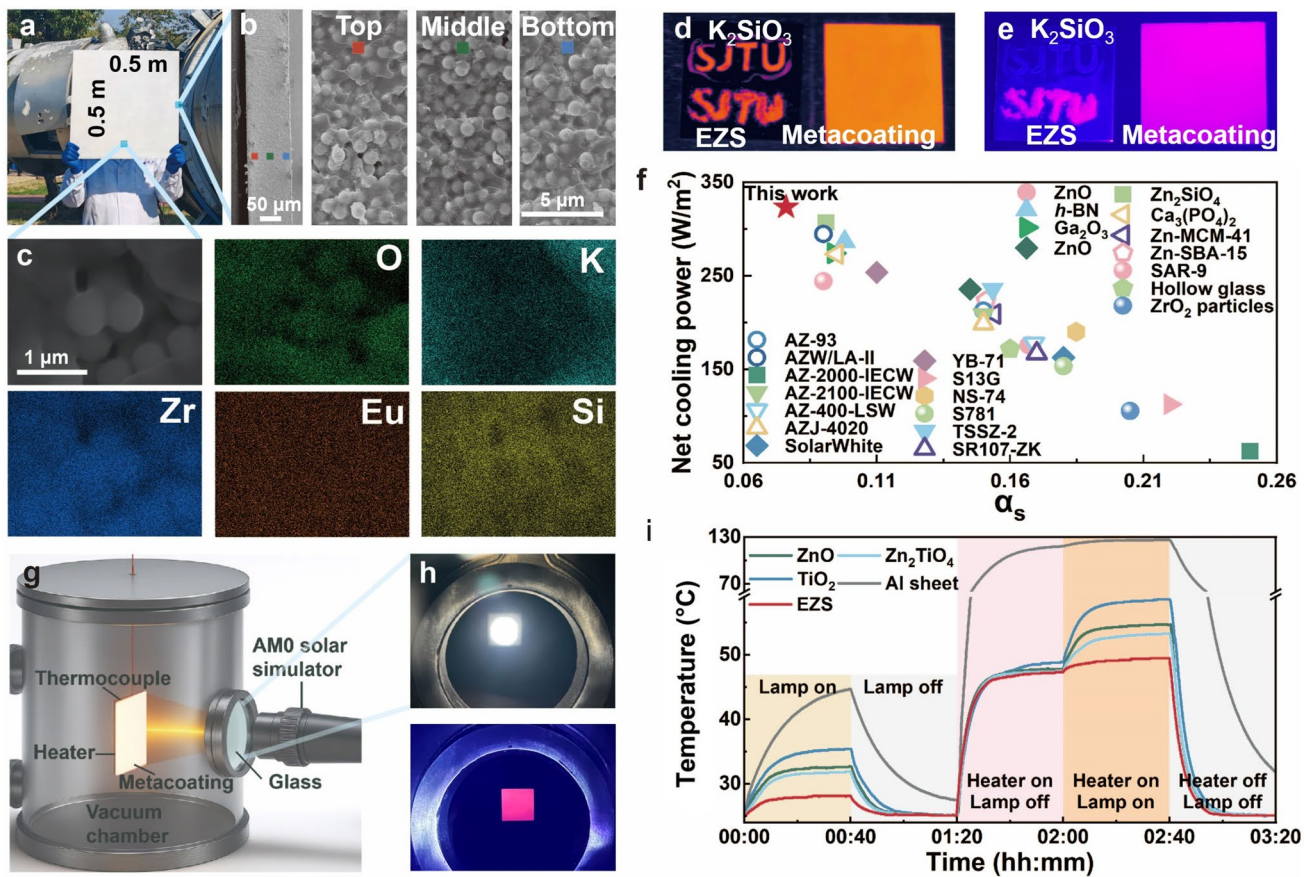 a
0.5 m
0.5 m
b
50 μm
Top
Middle
Bottom
5 μm
c
1 μm
O
K
Zr
Eu
Si
d
K₂SiO₃
SJTU
SJTU
EZS
Metacoating
e
K₂SiO₃
SJTU
SJTU
EZS
Metacoating
f
Net cooling power (W/m²)
350
250
150
50
0.06
0.11
0.16
0.21
0.26
αₛ
This work
ZnO
h-BN
Ga₂O₃
ZnO
Zn₂SiO₄
Ca₃(PO₄)₂
Zn-MCM-41
Zn-SBA-15
SAR-9
Hollow glass
ZrO₂ particles
AZ-93
AZW/LA-II
AZ-2000-IECW
AZ-2100-IECW
AZ-400-LSW
AZJ-4020
SolarWhite
YB-71
S13G
NS-74
S781
TSSZ-2
SR107-ZK
g
Thermocouple
Heater
Metacoating
Vacuum
chamber
AM0 solar
simulator
Glass
h
i
Temperature (°C)
130
70
55
45
35
ZnO
TiO₂
EZS
Zn₂TiO₄
Al sheet
Lamp on
Lamp off
Heater on
Lamp off
Heater on
Lamp on
Heater off
Lamp off
00:00
00:40
01:20
02:00
02:40
03:20
Time (hh:mm)